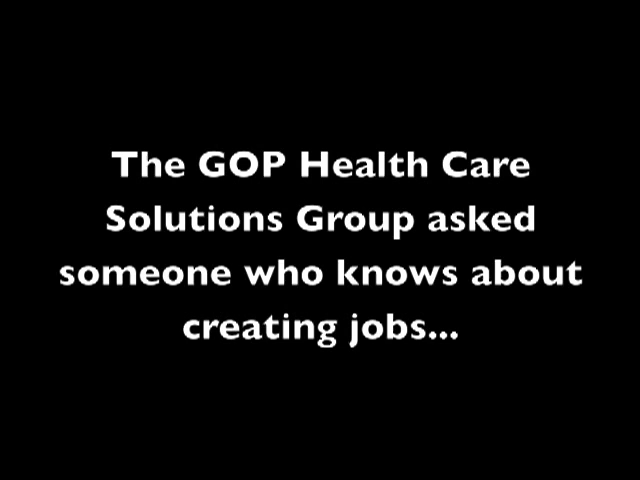 The GOP Health Care
Solutions Group asked
someone who knows about
creating jobs...